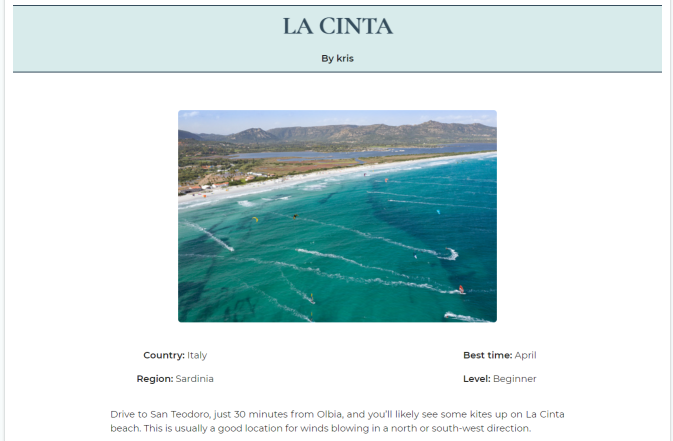 LA CINTA
By kris
Country: Italy
Best time: April
Region: Sardinia
Level: Beginner
Drive to San Teodoro, just 30 minutes from Olbia, and you'll likely see some kites up on La Cinta
beach. This is usually a good location for winds blowing in a north or south-west direction.